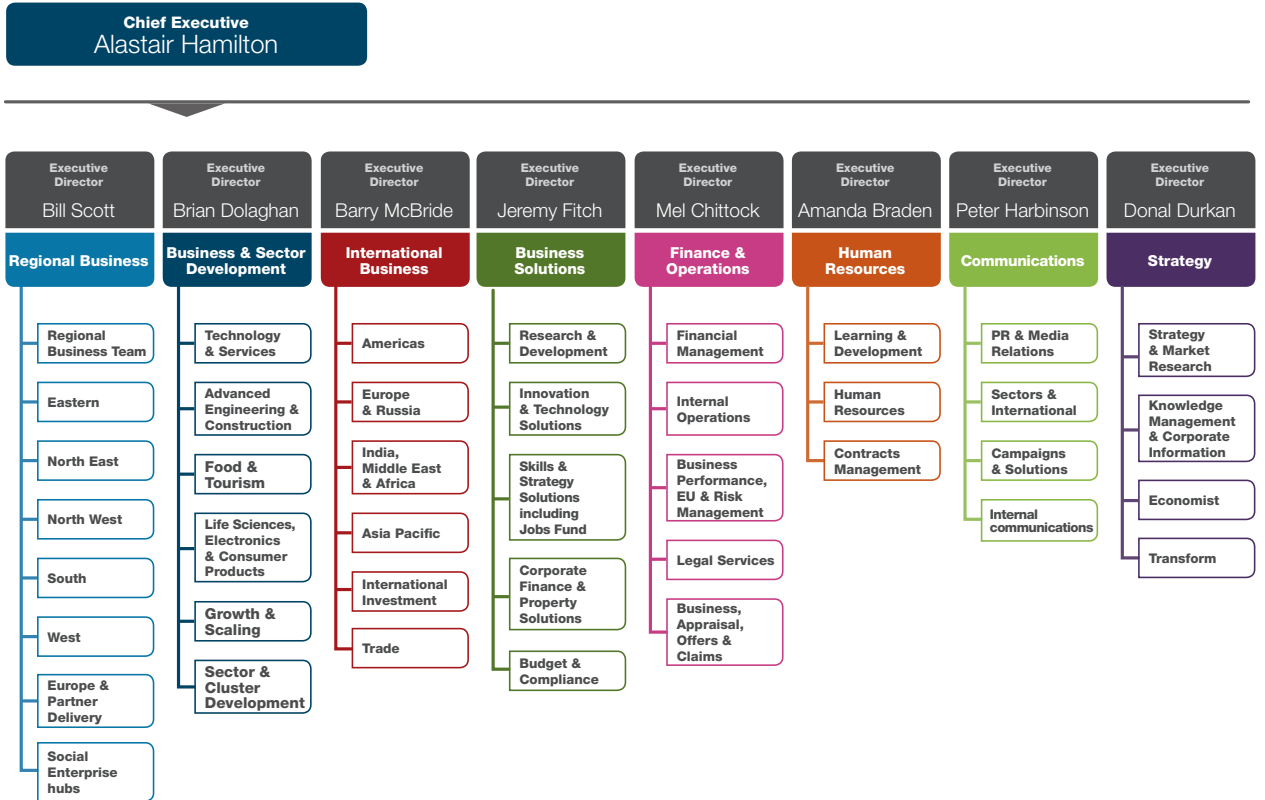 Chief Executive
Alastair Hamilton
Executive
Director
Bill Scott
Regional Business
Regional
Business Team
Eastern
North East
North West
South
West
Europe &
Partner
Delivery
Social
Enterprise
hubs
Executive
Director
Brian Dolaghan
Business & Sector
Development
Technology
& Services
Advanced
Engineering &
Construction
Food &
Tourism
Life Sciences,
Electronics
& Consumer
Products
Growth &
Scaling
Sector &
Cluster
Development
Executive
Director
Barry McBride
International
Business
Americas
Europe
& Russia
India,
Middle East
& Africa
Asia Pacific
International
Investment
Trade
Executive
Director
Jeremy Fitch
Business
Solutions
Research &
Development
Innovation
& Technology
Solutions
Skills &
Strategy
Solutions
including
Jobs Fund
Corporate
Finance &
Property
Solutions
Budget &
Compliance
Executive
Director
Mel Chittock
Finance &
Operations
Financial
Management
Internal
Operations
Business
Performance,
EU & Risk
Management
Legal Services
Business,
Appraisal,
Offers &
Claims
Executive
Director
Amanda Braden
Human
Resources
Learning &
Development
Human
Resources
Contracts
Management
Executive
Director
Peter Harbinson
Communications
PR & Media
Relations
Sectors &
International
Campaigns
& Solutions
Internal
communications
Executive
Director
Donal Durkan
Strategy
Strategy
& Market
Research
Knowledge
Management
& Corporate
Information
Economist
Transform